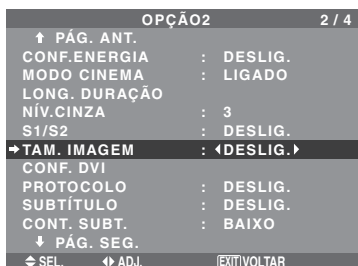 OPÇÃO2 2 / 4
↑ PÁG. ANT.
CONF.ENERGIA : DESLIG.
MODO CINEMA : LIGADO
LONG. DURAÇÃO
NÍV.CINZA : 3
S1/S2 : DESLIG.
→TAM. IMAGEM : ◀DESLIG.▶
CONF. DVI
PROTOCOLO : DESLIG.
SUBTÍTULO : DESLIG.
CONT. SUBT. : BAIXO
↓ PÁG. SEG.
SEL. ADJ. EXIT VOLTAR